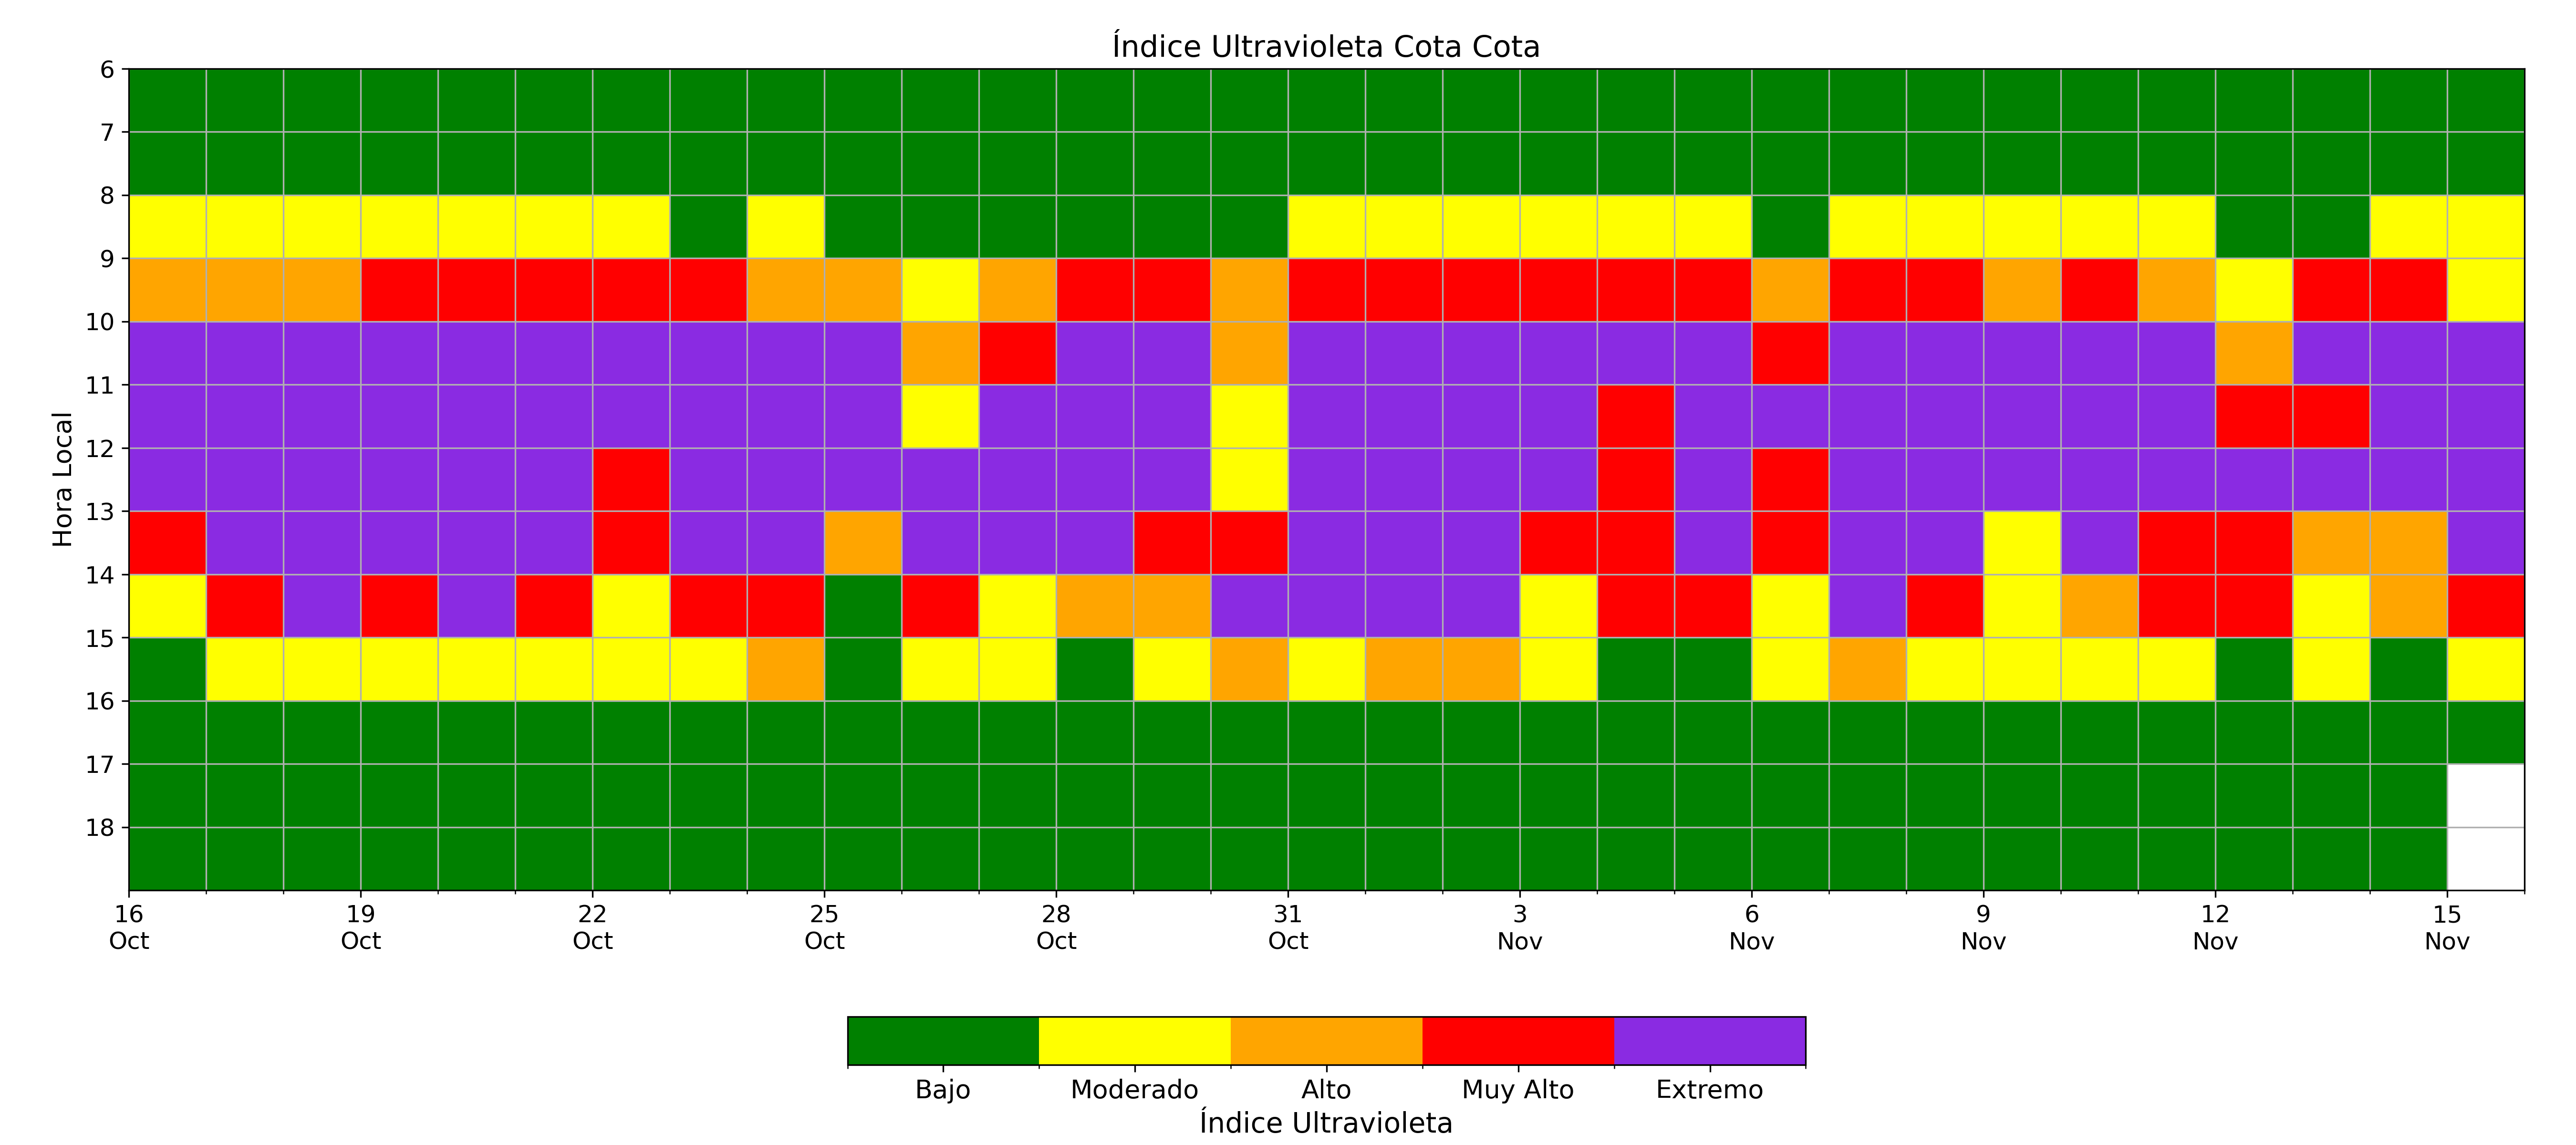 Índice Ultravioleta Cota Cota
Hora Local
6
7
8
9
10
11
12
13
14
15
16
17
18
16 19 22 25 28 31 3 6 9 12 15
Oct Oct Oct Oct Oct Oct Nov Nov Nov Nov Nov
Bajo Moderado Alto Muy Alto Extremo
Índice Ultravioleta